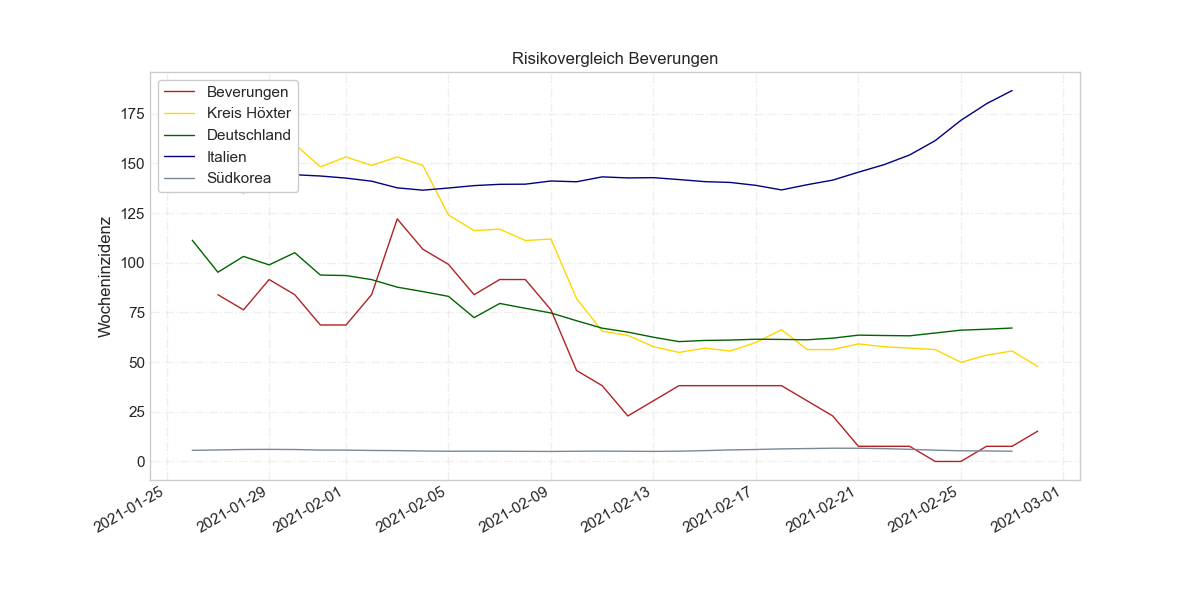 Risikovergleich Beverungen
Beverungen
Kreis Höxter
Deutschland
Italien
Südkorea
Wocheninzidenz
175
150
125
100
75
50
25
0
2021-01-25
2021-01-29
2021-02-01
2021-02-05
2021-02-09
2021-02-13
2021-02-17
2021-02-21
2021-02-25
2021-03-01